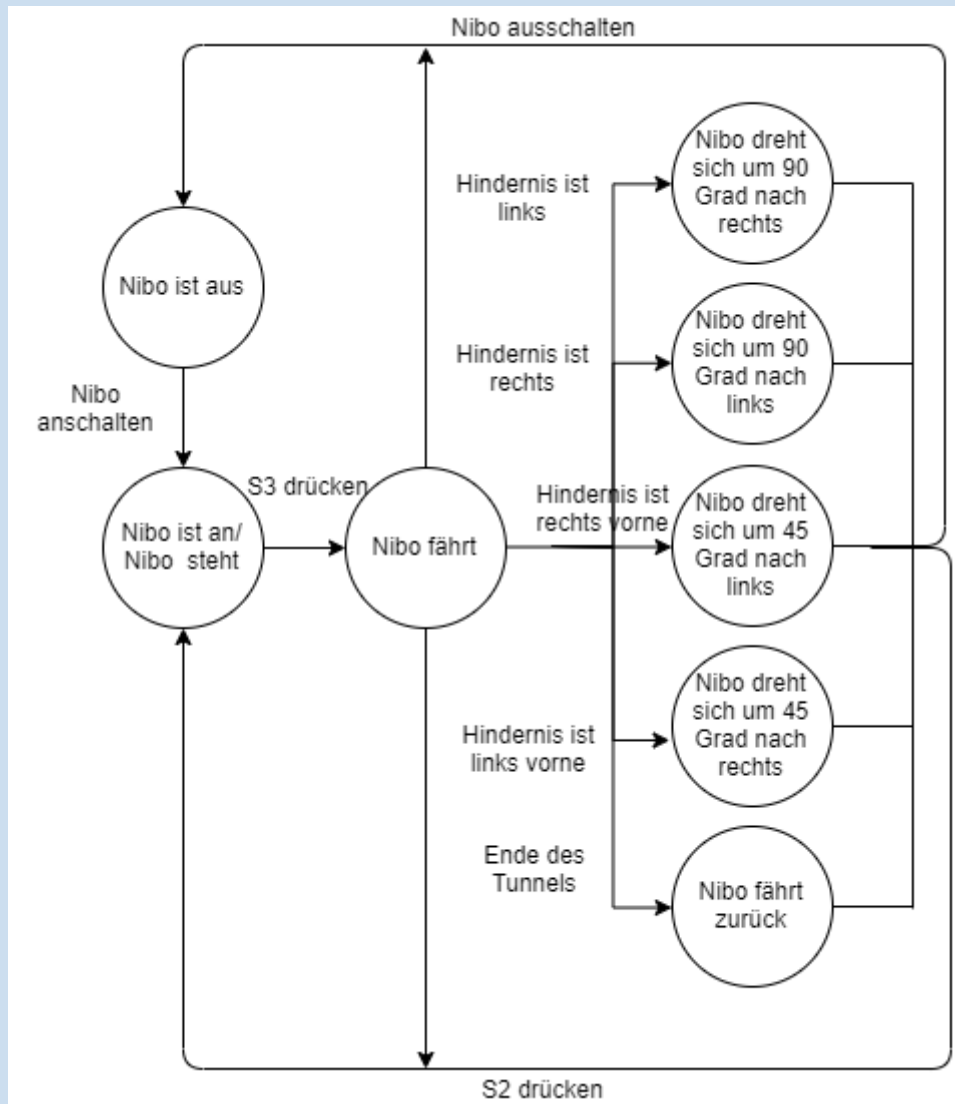 Nibo ausschalten
Nibo dreht
sich um 90
Grad nach
rechts
Hindernis ist
links
Nibo ist aus
Nibo dreht
sich um 90
Grad nach
links
Hindernis ist
rechts
Nibo
anschalten
S3 drücken
Hindernis ist
rechts vorne
Nibo dreht
sich um 45
Grad nach
links
Nibo ist an/
Nibo  steht
Nibo fährt
Nibo dreht
sich um 45
Grad nach
rechts
Hindernis ist
links vorne
Ende des
Tunnels
Nibo fährt
zurück
S2 drücken